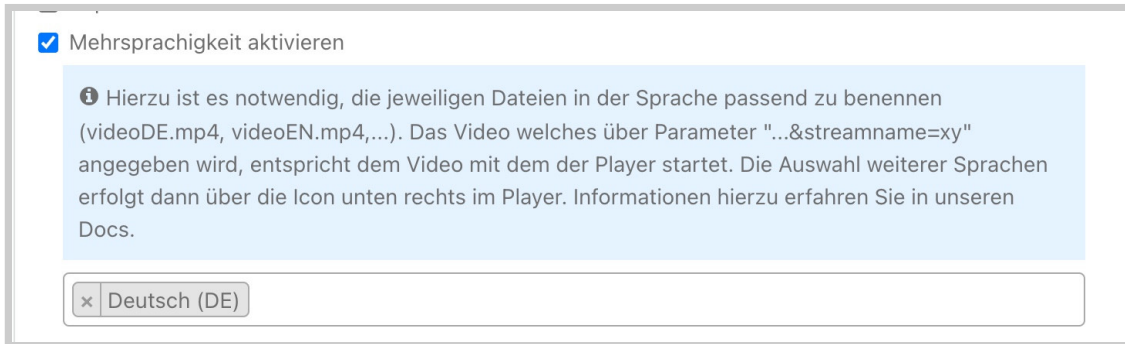 Mehrsprachigkeit aktivieren
Hierzu ist es notwendig, die jeweiligen Dateien in der Sprache passend zu benennen
(videoDE.mp4, videoEN.mp4,...). Das Video welches über Parameter "...&streamname=xy"
angegeben wird, entspricht dem Video mit dem der Player startet. Die Auswahl weiterer Sprachen
erfolgt dann über die Icon unten rechts im Player. Informationen hierzu erfahren Sie in unseren
Docs.
× Deutsch (DE)